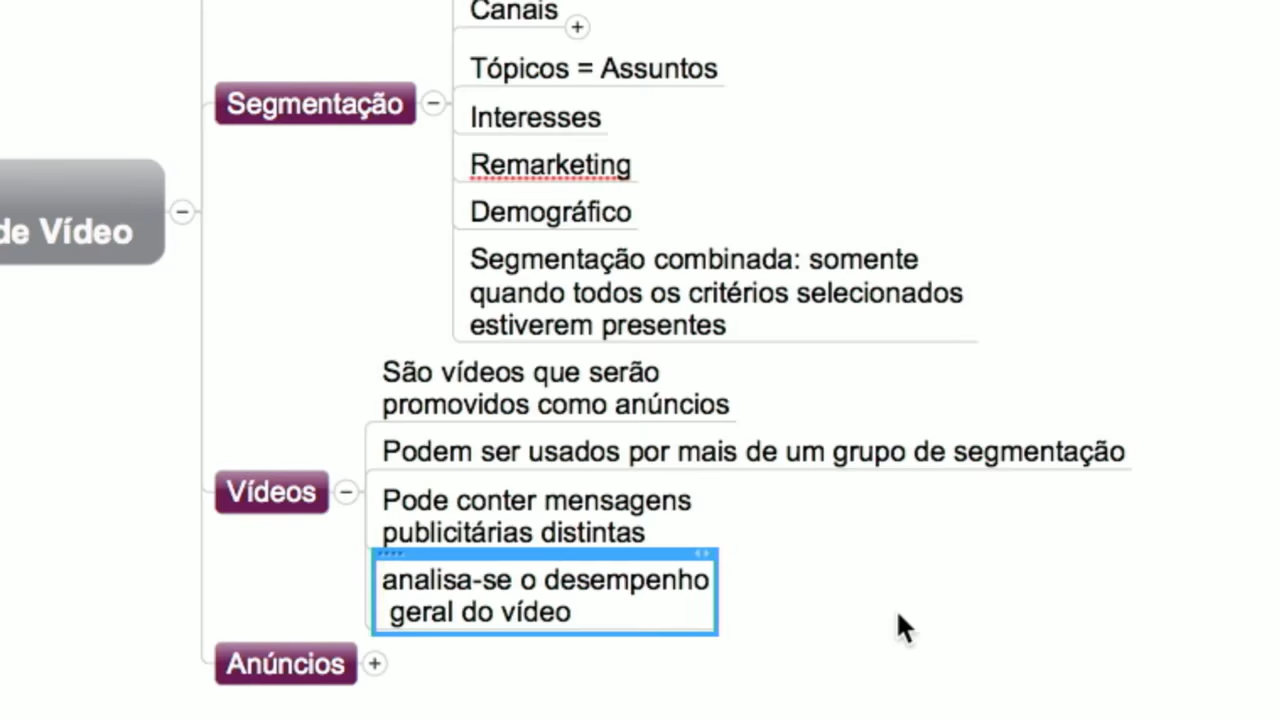 Canais
Tópicos = Assuntos
Segmentação
Interesses
Remarketing
de Vídeo
Demográfico
Segmentação combinada: somente
quando todos os critérios selecionados
estiverem presentes
São vídeos que serão
promovidos como anúncios
Podem ser usados por mais de um grupo de segmentação
Vídeos
Pode conter mensagens
publicitárias distintas
analisa-se o desempenho
geral do vídeo
Anúncios